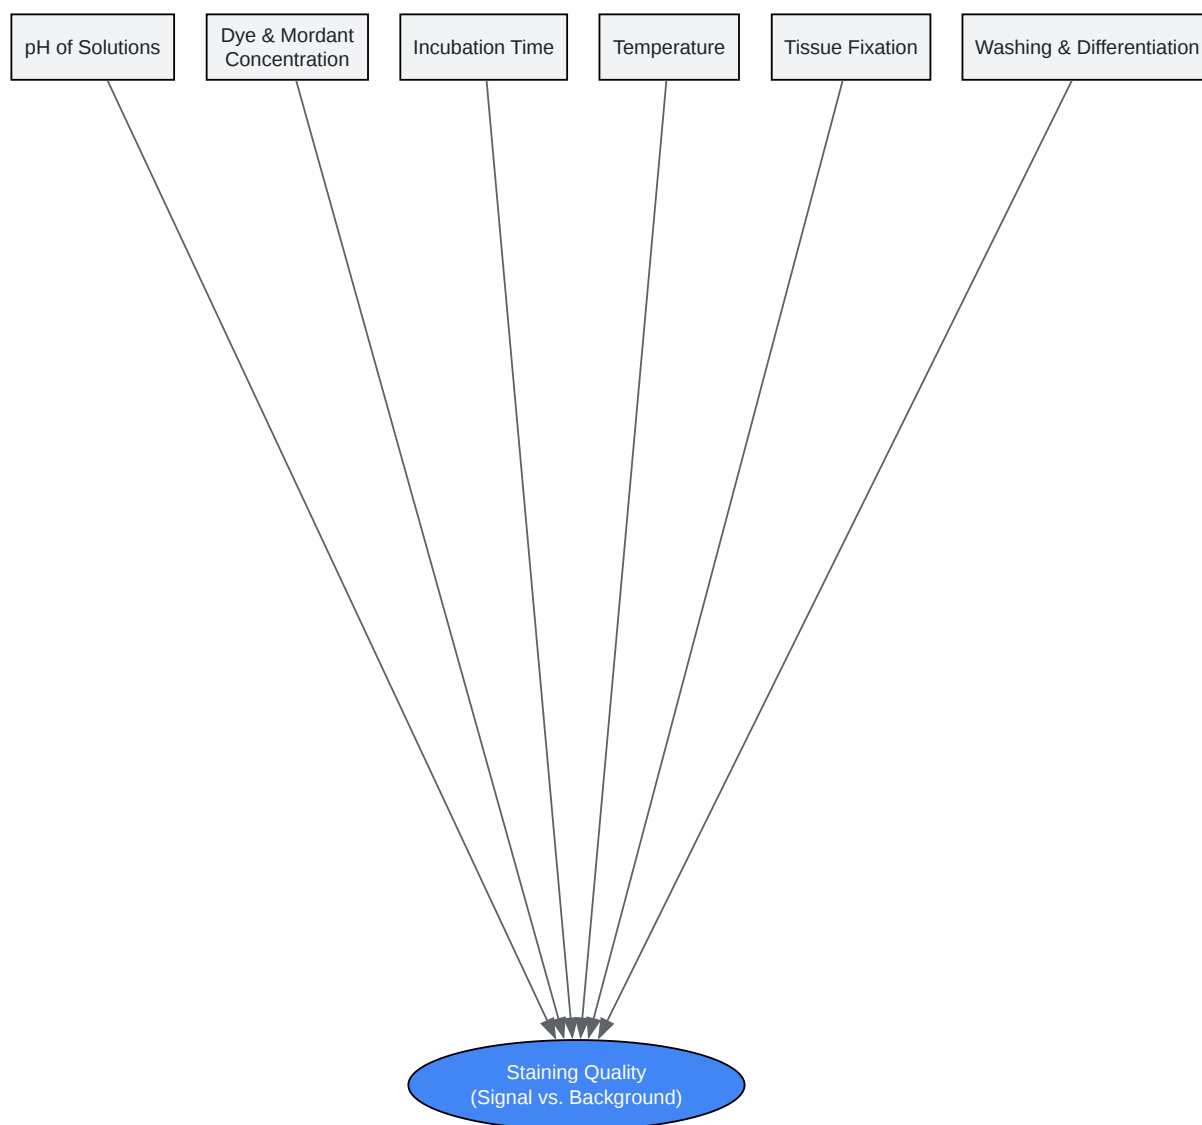 pH of Solutions
Dye & Mordant
Concentration
Incubation Time
Temperature
Tissue Fixation
Washing & Differentiation
Staining Quality
(Signal vs. Background)